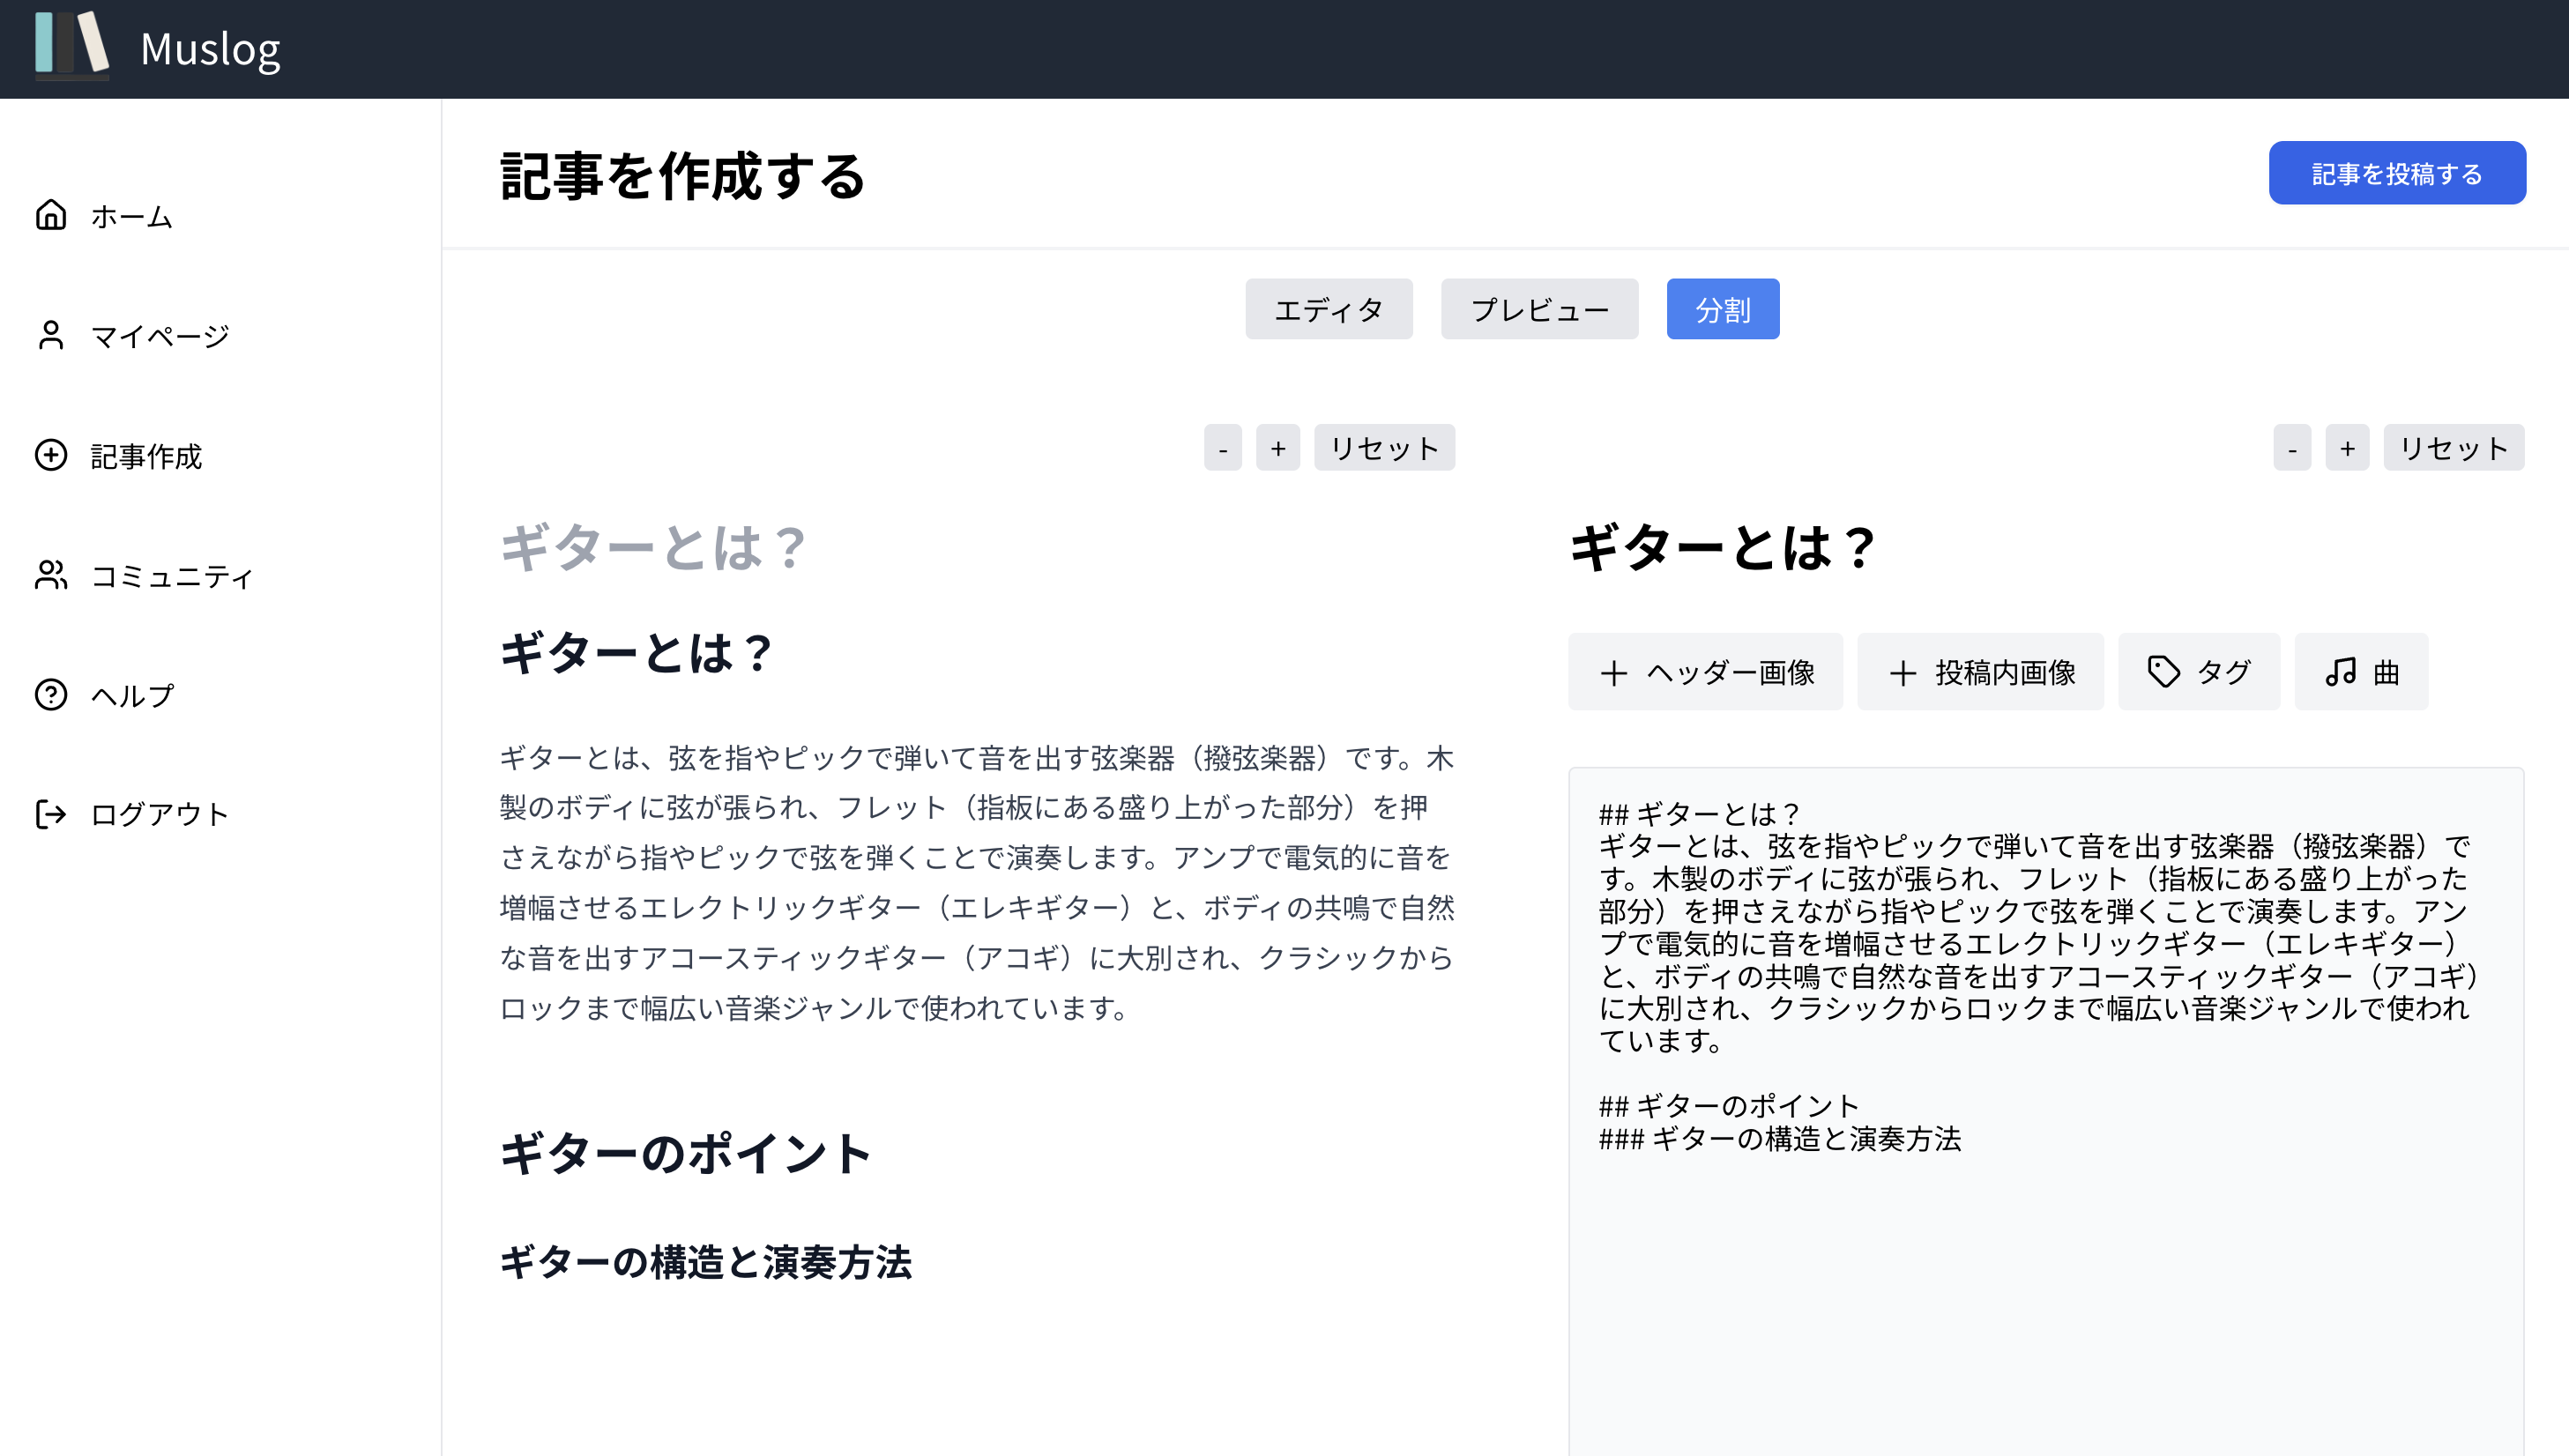 Muslog
ホーム
マイページ
記事作成
コミュニティ
ヘルプ
ログアウト
記事を作成する
記事を投稿する
エディタ
プレビュー
分割
-
+
リセット
ギターとは？
ギターとは？
ギターとは、弦を指やピックで弾いて音を出す弦楽器（撥弦楽器）です。木
製のボディに弦が張られ、フレット（指板にある盛り上がった部分）を押
さえながら指やピックで弦を弾くことで演奏します。アンプで電気的に音を
増幅させるエレクトリックギター（エレキギター）と、ボディの共鳴で自然
な音を出すアコースティックギター（アコギ）に大別され、クラシックから
ロックまで幅広い音楽ジャンルで使われています。
ギターのポイント
ギターの構造と演奏方法
-
+
リセット
ギターとは？
ヘッダー画像
投稿内画像
タグ
曲
## ギターとは？
ギターとは、弦を指やピックで弾いて音を出す弦楽器（撥弦楽器）で
す。木製のボディに弦が張られ、フレット（指板にある盛り上がった
部分）を押さえながら指やピックで弦を弾くことで演奏します。アン
プで電気的に音を増幅させるエレクトリックギター（エレキギター）
と、ボディの共鳴で自然な音を出すアコースティックギター（アコギ）
に大別され、クラシックからロックまで幅広い音楽ジャンルで使われ
ています。
## ギターのポイント
### ギターの構造と演奏方法